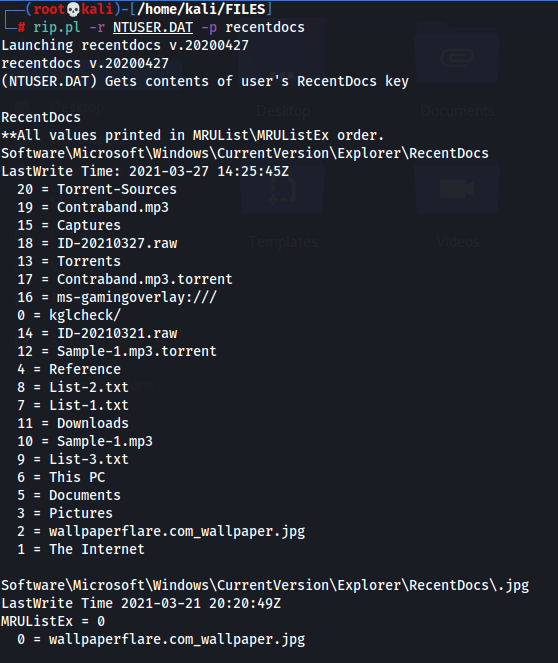 ┌──(root💀kali)-[/home/kali/FILES]
└─# rip.pl -r NTUSER.DAT -p recentdocs
Launching recentdocs v.20200427
recentdocs v.20200427
(NTUSER.DAT) Gets contents of user's RecentDocs key
RecentDocs
**All values printed in MRUList\MRUListEx order.
Software\Microsoft\Windows\CurrentVersion\Explorer\RecentDocs
LastWrite Time: 2021-03-27 14:25:45Z
20 = Torrent-Sources
19 = Contraband.mp3
15 = Captures
18 = ID-20210327.raw
13 = Torrents
17 = Contraband.mp3.torrent
16 = ms-gamingoverlay:///
0 = kglcheck/
14 = ID-20210321.raw
12 = Sample-1.mp3.torrent
4 = Reference
8 = List-2.txt
7 = List-1.txt
11 = Downloads
10 = Sample-1.mp3
9 = List-3.txt
6 = This PC
5 = Documents
3 = Pictures
2 = wallpaperflare.com_wallpaper.jpg
1 = The Internet
Software\Microsoft\Windows\CurrentVersion\Explorer\RecentDocs\.jpg
LastWrite Time 2021-03-21 20:20:49Z
MRUListEx = 0
0 = wallpaperflare.com_wallpaper.jpg
Desktop
Documents
Templates
Videos